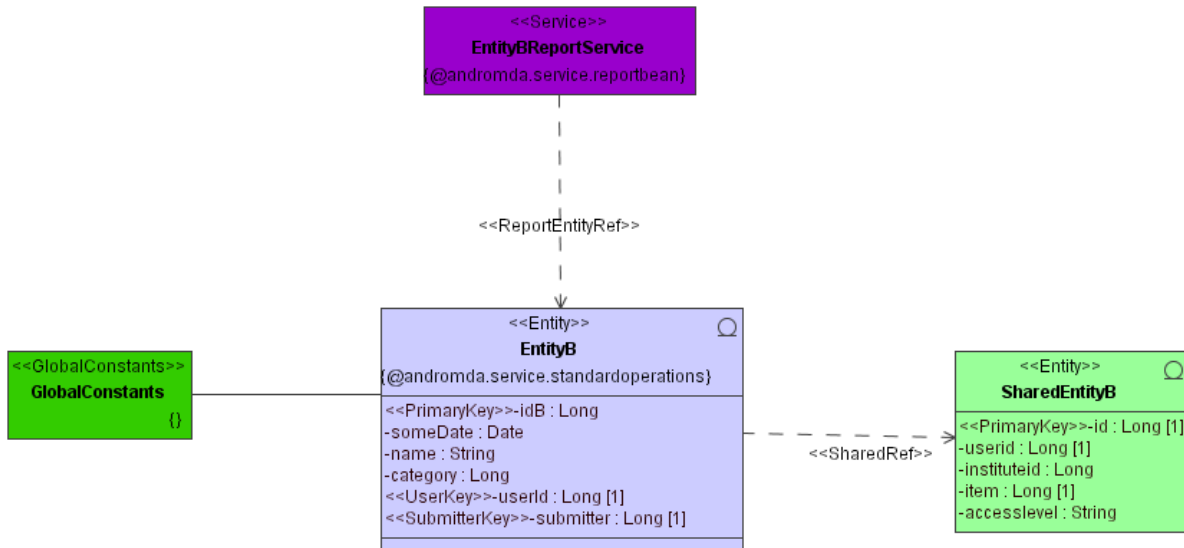 <<Service>>
EntityBReportService
{@andromda.service.reportbean}
<<ReportEntityRef>>
<<GlobalConstants>>
GlobalConstants
{}
<<Entity>>
EntityB
{@andromda.service.standardoperations}
<<PrimaryKey>>-idB : Long
-someDate : Date
-name : String
-category : Long
<<UserKey>>-userId : Long [1]
<<SubmitterKey>>-submitter : Long [1]
<<SharedRef>>
<<Entity>>
SharedEntityB
<<PrimaryKey>>-id : Long [1]
-userid : Long [1]
-instituteid : Long
-item : Long [1]
-accesslevel : String